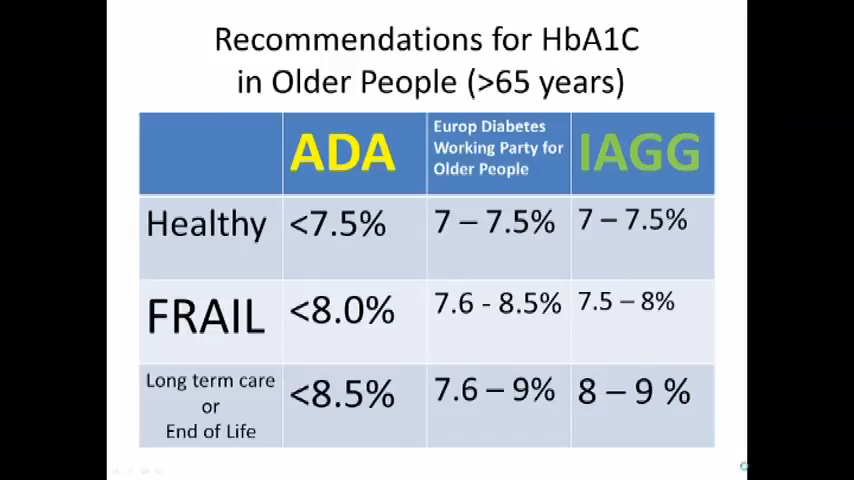 Recommendations for HbA1C
in Older People (>65 years)
ADA
Europ Diabetes
Working Party for
Older People
IAGG
Healthy
<7.5%
7 – 7.5%
7 – 7.5%
FRAIL
<8.0%
7.6 - 8.5%
7.5 – 8%
Long term care
or
End of Life
<8.5%
7.6 – 9%
8 – 9 %